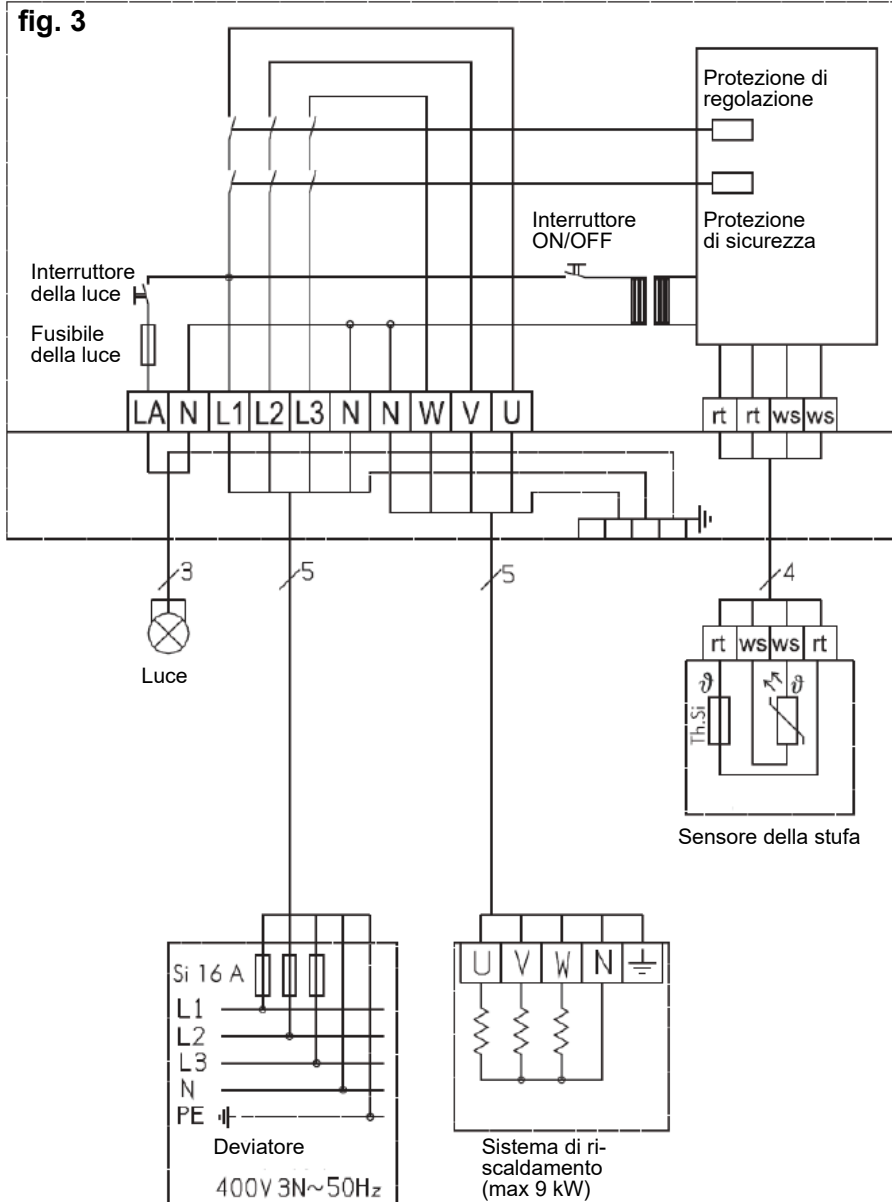 fig. 3
Protezione di
regolazione
Interruttore
ON/OFF
Protezione
di sicurezza
Interruttore
della luce
Fusibile
della luce
LA N L1 L2 L3 N N W V U
rt rt ws ws
3
5
5
4
Luce
rt ws ws rt
ϑ
ϑ
Th.Si
Sensore della stufa
Si 16 A
L1
L2
L3
N
PE
Deviatore
400V 3N~50Hz
U V W N
Sistema di ri-
scaldamento
(max 9 kW)